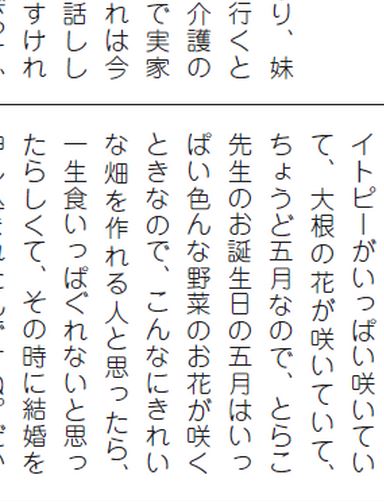 り、妹
行くと
介護の
で実家
れは今
話しし
すけれ
イトピーがいっぱい咲いてい
て、大根の花が咲いていて、
ちょうど五月なので、とらこ
先生のお誕生日の五月はいっ
ぱい色んな野菜のお花が咲く
ときなので、こんなにきれい
な畑を作れる人と思ったら、
一生食いっぱぐれないと思っ
たらしくて、その時に結婚を